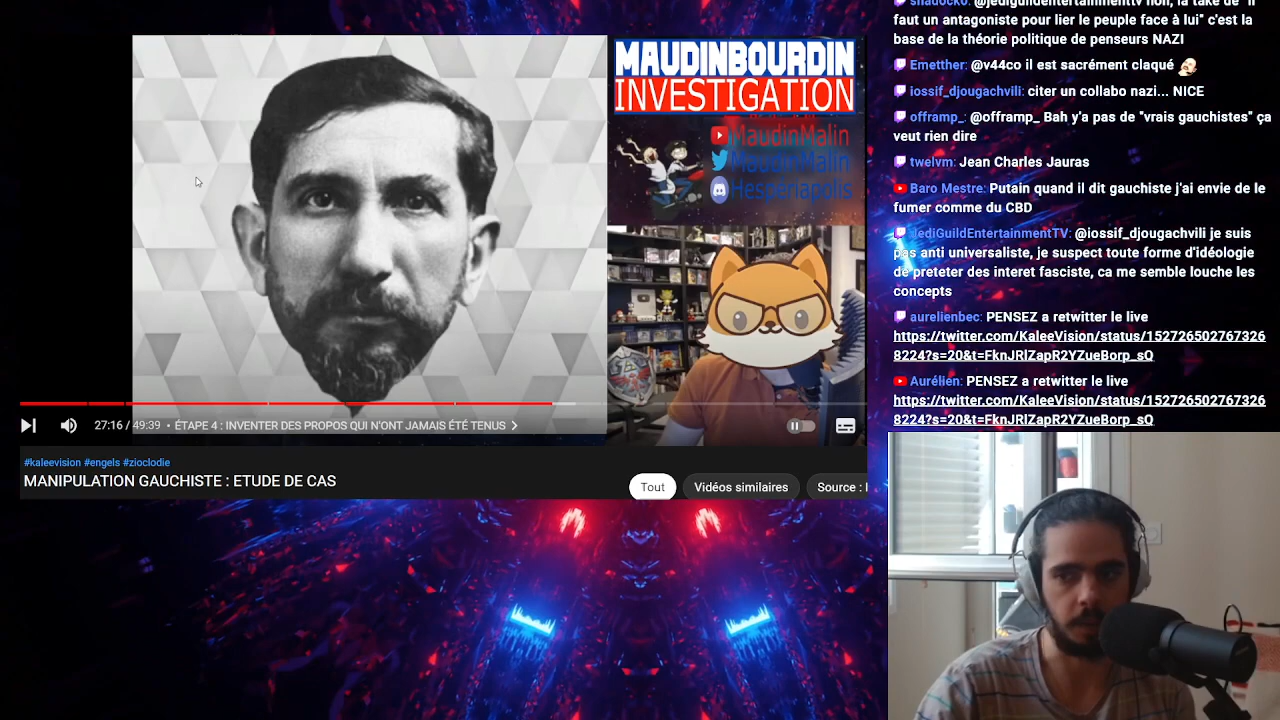 MAUDINBOURDIN
INVESTIGATION
MaudinMalin
MaudinMalin
Hespériapolis
27:16 / 49:39 • ÉTAPE 4 : INVENTER DES PROPOS QUI N'ONT JAMAIS ÉTÉ TENUS
#kaleevision #engels #zioclodie
MANIPULATION GAUCHISTE : ETUDE DE CAS
Tout
Vidéos similaires
Source :
faut un antagoniste pour lier le peuple face à lui" c'est la
base de la théorie politique de penseurs NAZI
Emetther: @v44co il est sacrément claqué
iossif_djougachvili: citer un collabo nazi... NICE
offramp_: @offramp_ Bah y'a pas de "vrais gauchistes" ça
veut rien dire
twelvm: Jean Charles Jauras
Baro Mestre: Putain quand il dit gauchiste j'ai envie de le
fumer comme du CBD
JediGuildEntertainmentTV: @iossif_djougachvili je suis
pas anti universaliste, je suspect toute forme d'idéologie
de preteter des interet fasciste, ca me semble louche les
concepts
aurelienbec: PENSEZ a retwitter le live
https://twitter.com/KaleeVision/status/152726502767326
8224?s=20&t=FknJRlZapR2YZueBorp_sQ
Aurélien: PENSEZ a retwitter le live
https://twitter.com/KaleeVision/status/152726502767326
8224?s=20&t=FknJRlZapR2YZueBorp_sQ